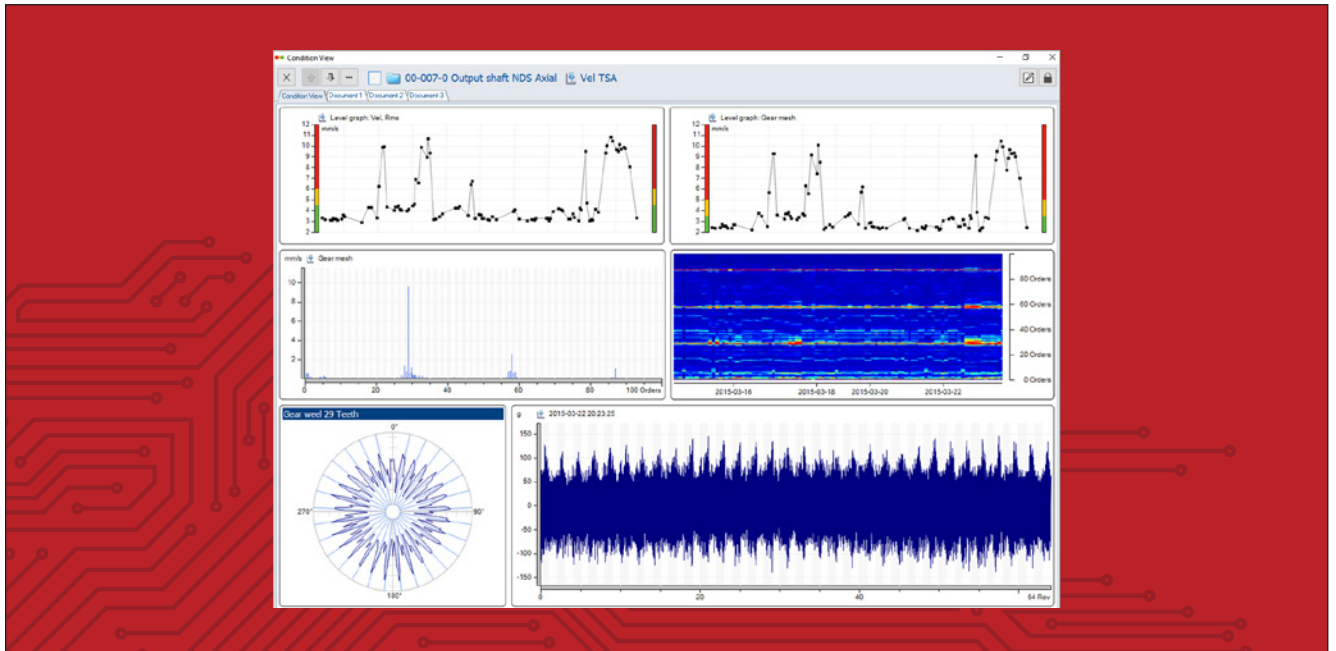 Condition View
00-007-0 Output shaft NDS Axial Vel TSA
Condition View Document 1 Document 2 Document 3
Level graph: Vel, Rms
mm/s
12
11
10
9
8
7
6
5
4
3
2
Level graph: Gear mesh
mm/s
12
11
10
9
8
7
6
5
4
3
2
mm/s Gear mesh
10
8
6
4
2
0 20 40 60 80 100 Orders
80 Orders
60 Orders
40 Orders
20 Orders
0 Orders
2015-03-16 2015-03-18 2015-03-20 2015-03-22
Gear weel 29 Teeth
0°
270° 90°
180°
g 2015-03-22 20:23:25
150
100
50
0
-50
-100
-150
0 20 40 64 Rev